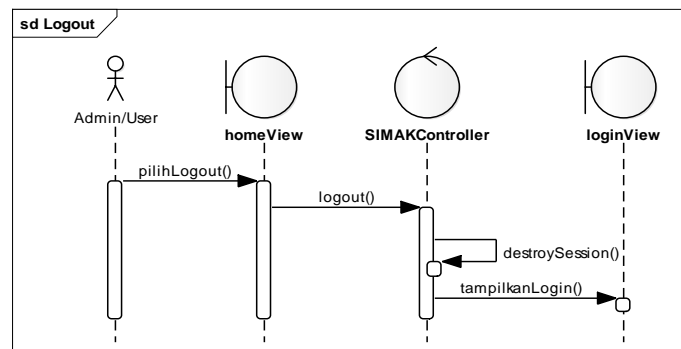 sd Logout
Admin/User
homeView
SIMAKController
loginView
pilihLogout()
logout()
destroySession()
tampilkanLogin()